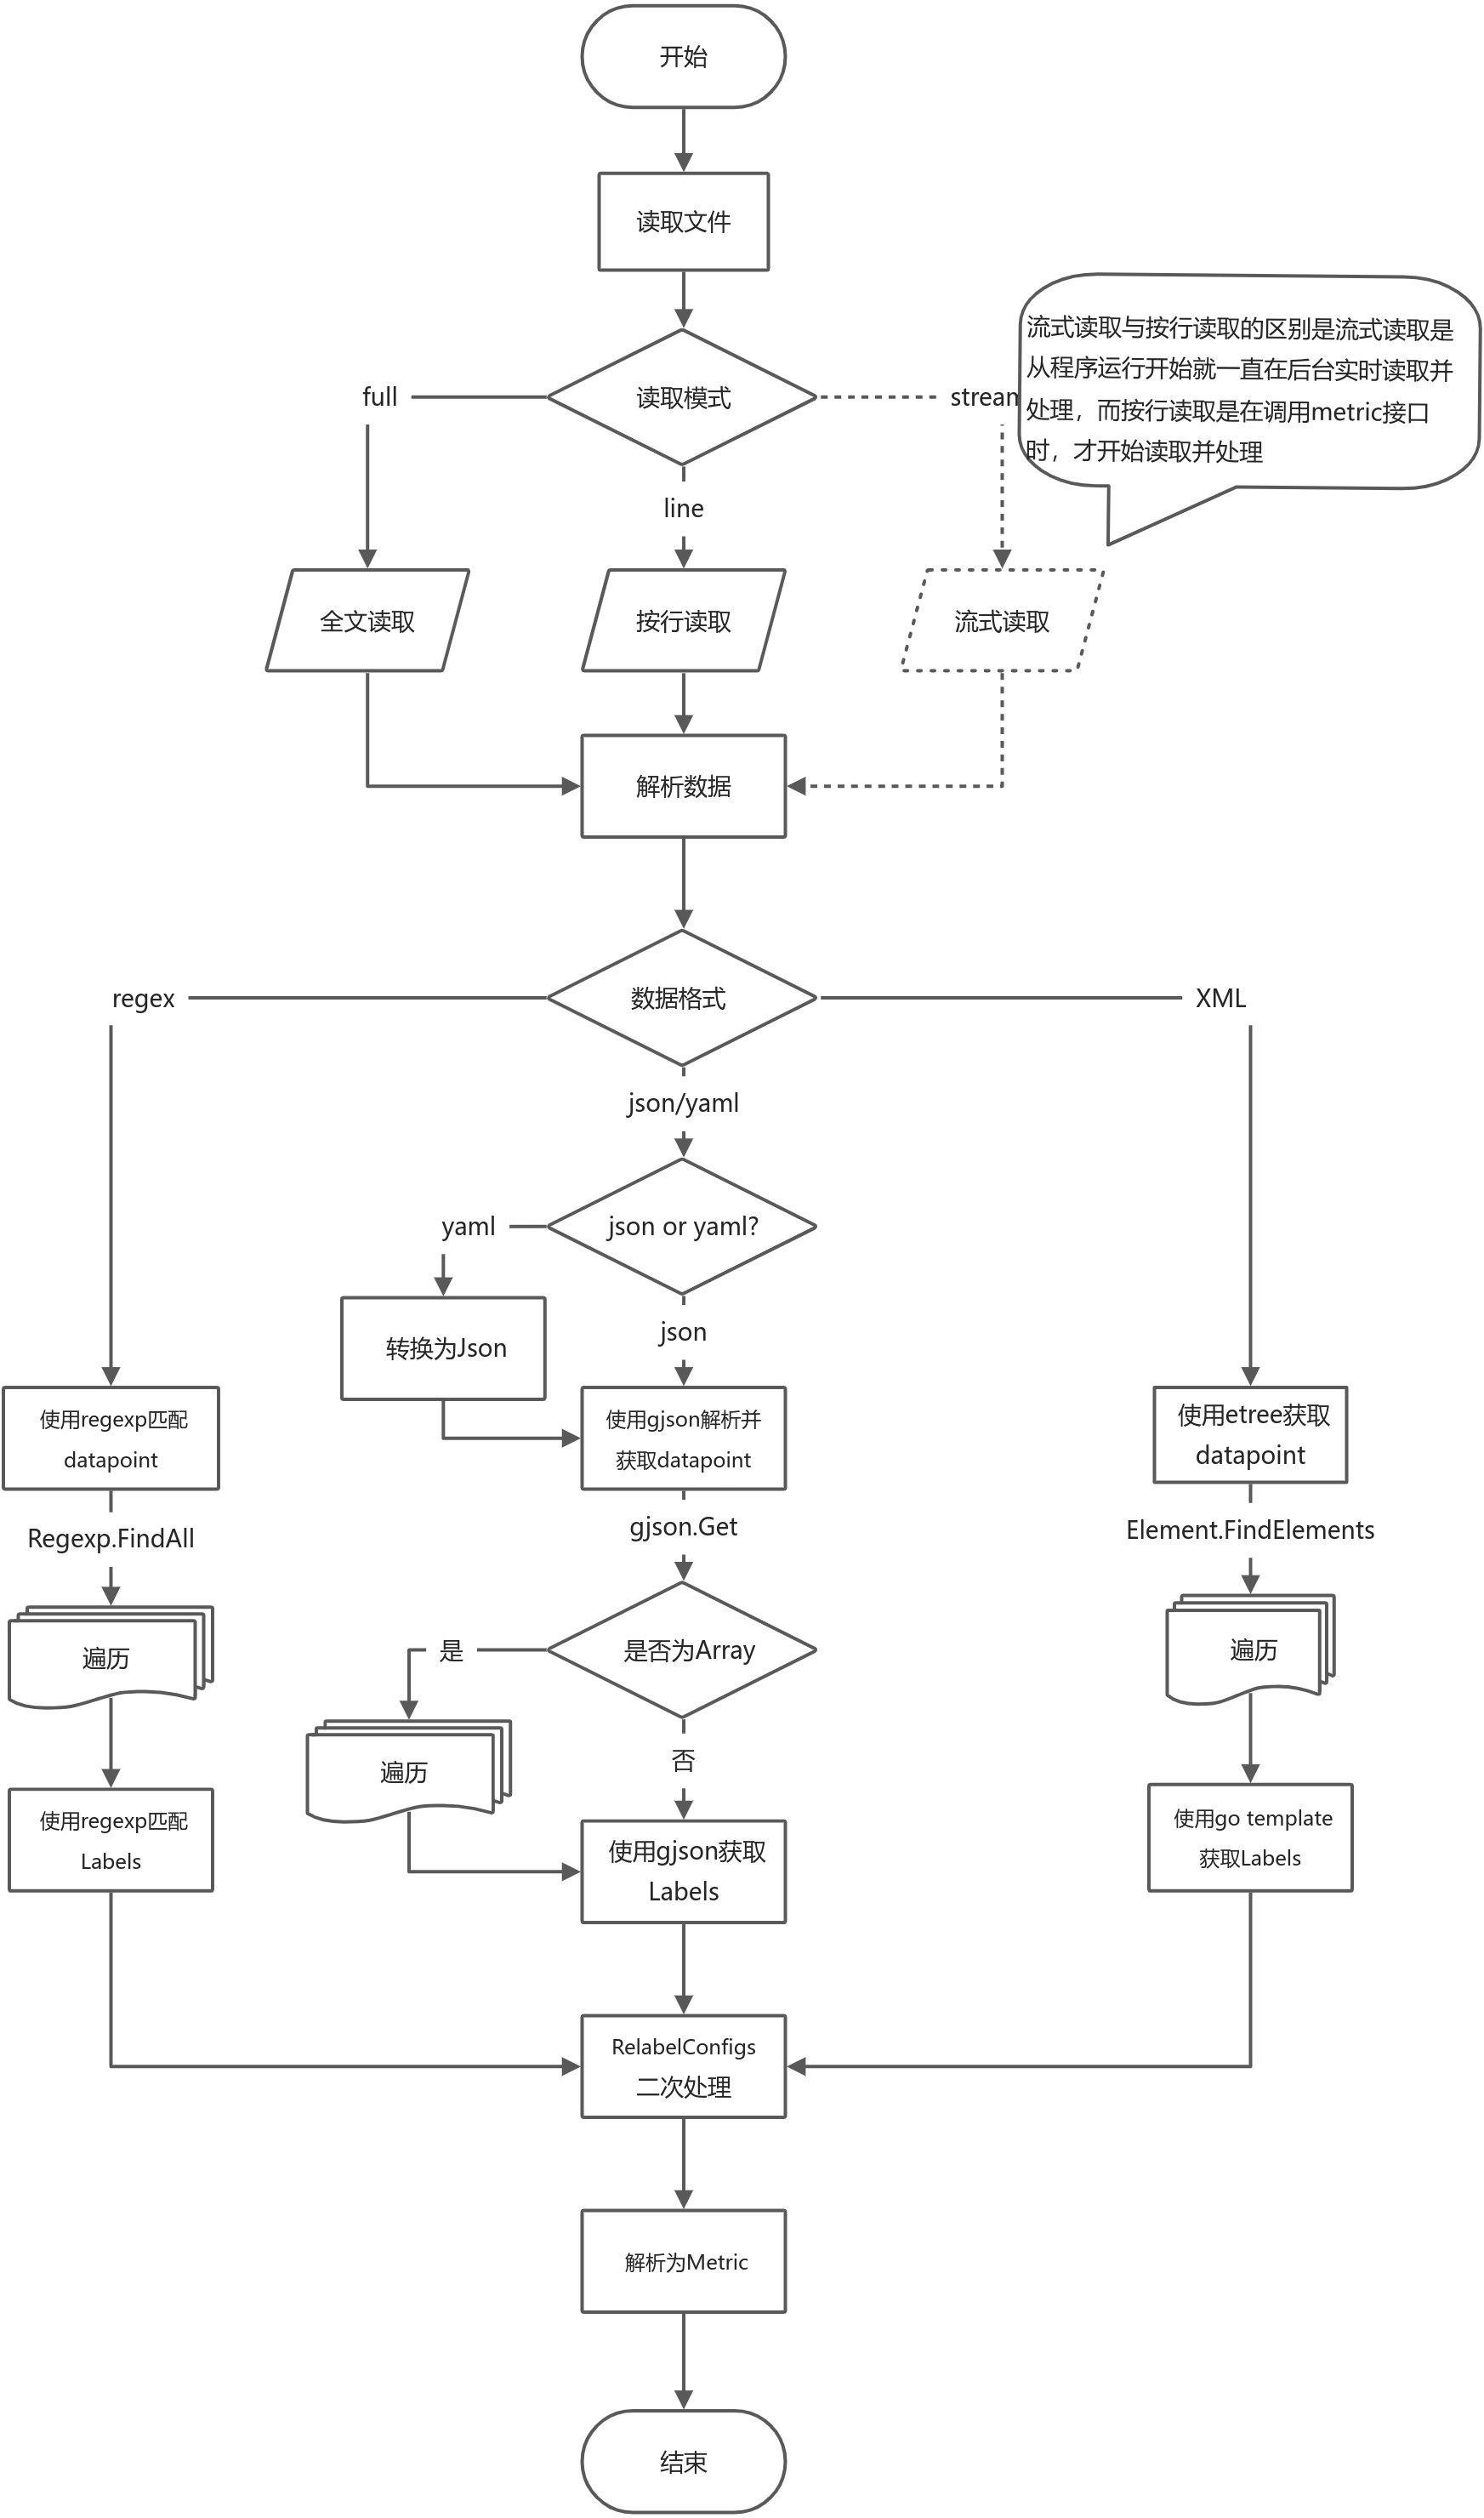 开始
读取文件
流式读取与按行读取的区别是流式读取是
从程序运行开始就一直在后台实时读取并
处理，而按行读取是在调用metric接口
时，才开始读取并处理
full
读取模式
stream
line
全文读取
按行读取
流式读取
解析数据
regex
数据格式
XML
json/yaml
yaml
json or yaml?
转换为Json
json
使用regexp匹配
datapoint
使用gjson解析并
获取datapoint
使用etree获取
datapoint
Regexp.FindAll
gjson.Get
Element.FindElements
遍历
是
是否为Array
遍历
遍历
否
使用regexp匹配
Labels
使用gjson获取
Labels
使用go template
获取Labels
RelabelConfigs
二次处理
解析为Metric
结束